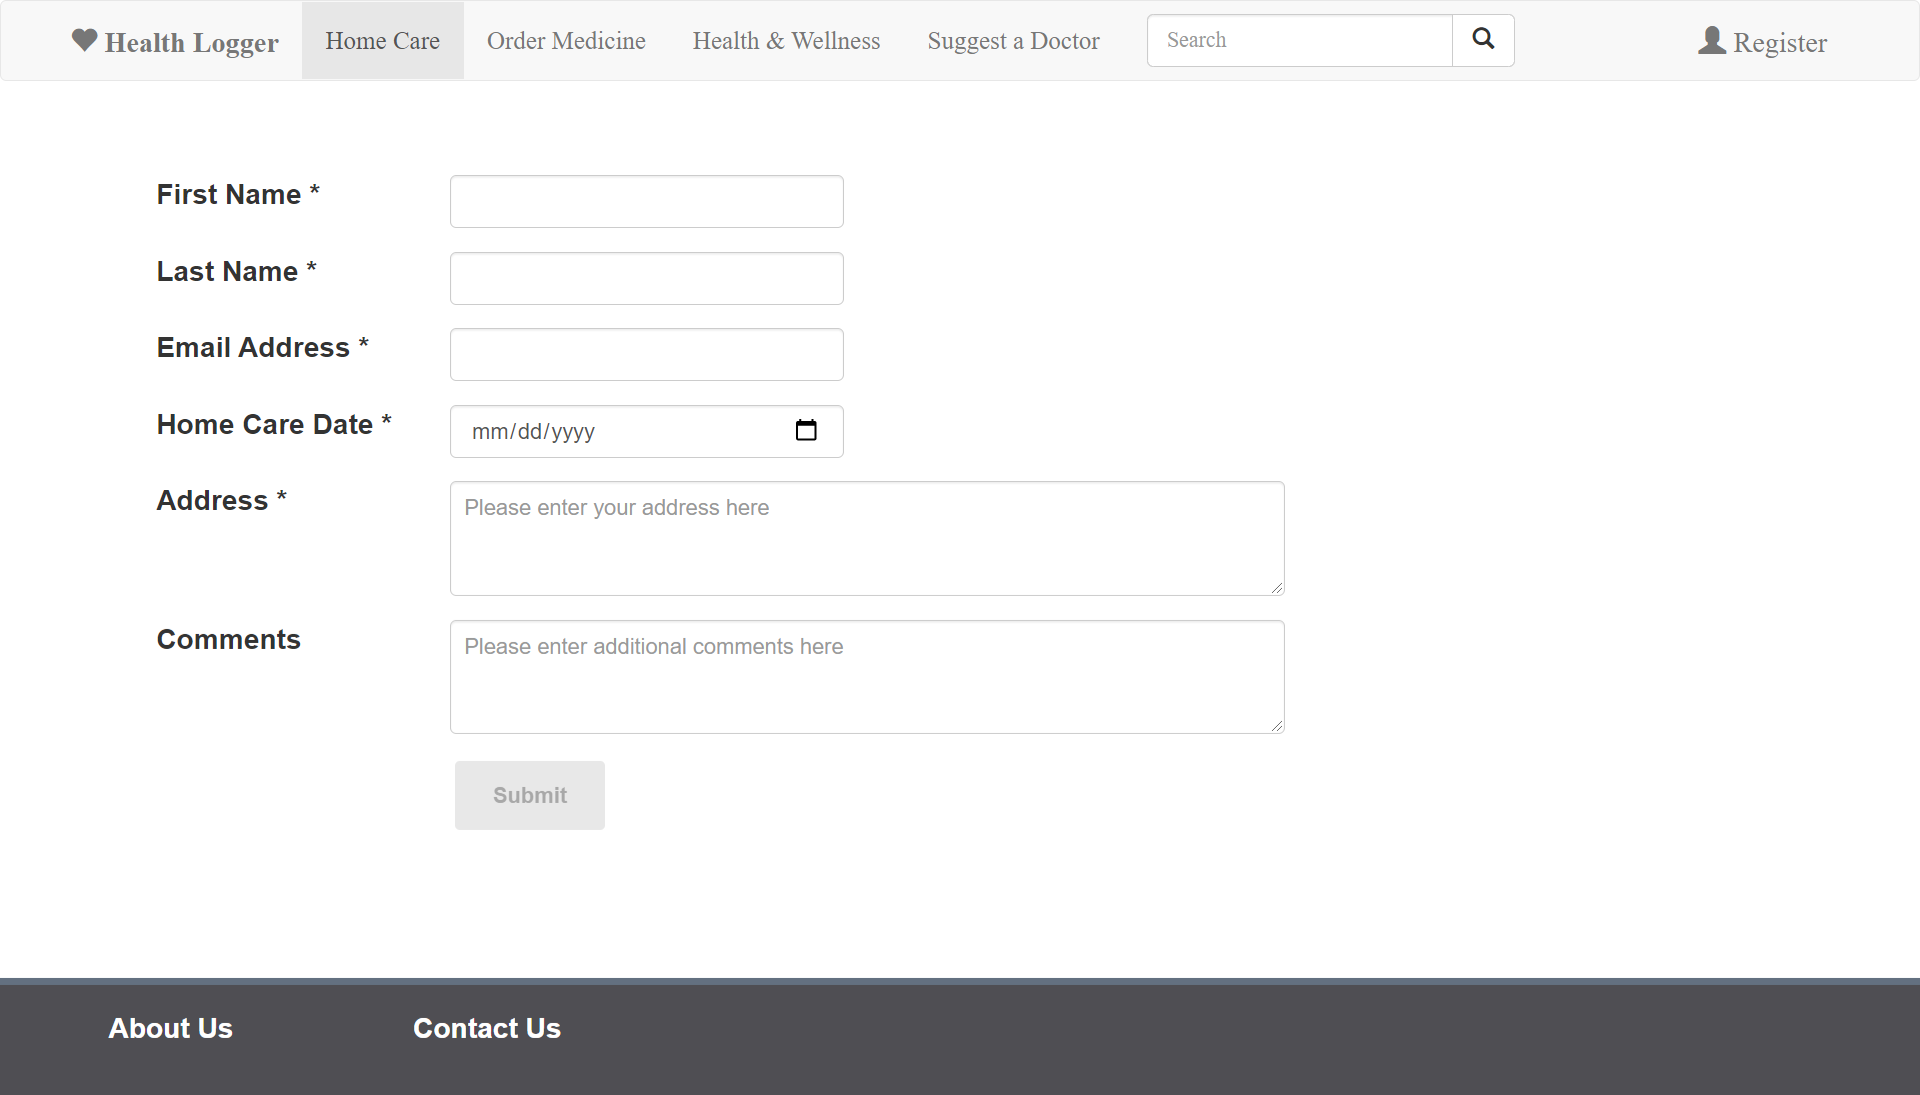 Health Logger
Home Care
Order Medicine
Health & Wellness
Suggest a Doctor
Search
Register
First Name *
Last Name *
Email Address *
Home Care Date *
mm/dd/yyyy
Address *
Please enter your address here
Comments
Please enter additional comments here
Submit
About Us
Contact Us